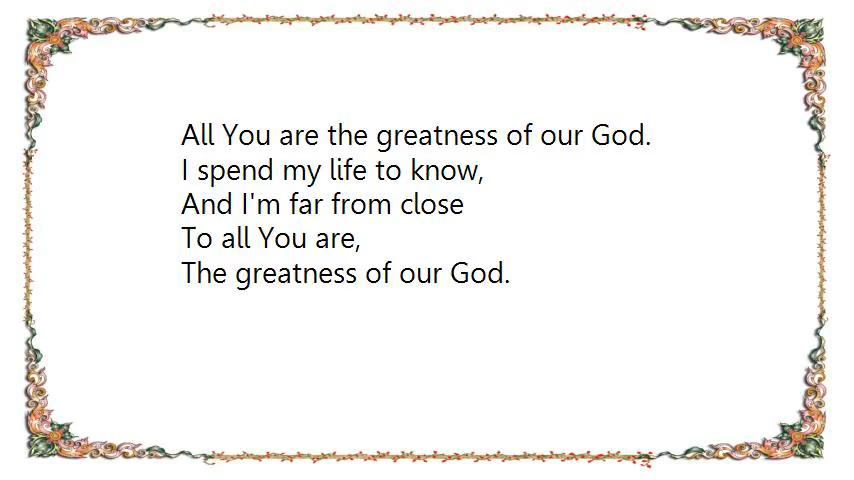 All You are the greatness of our God.
I spend my life to know,
And I'm far from close
To all You are,
The greatness of our God.